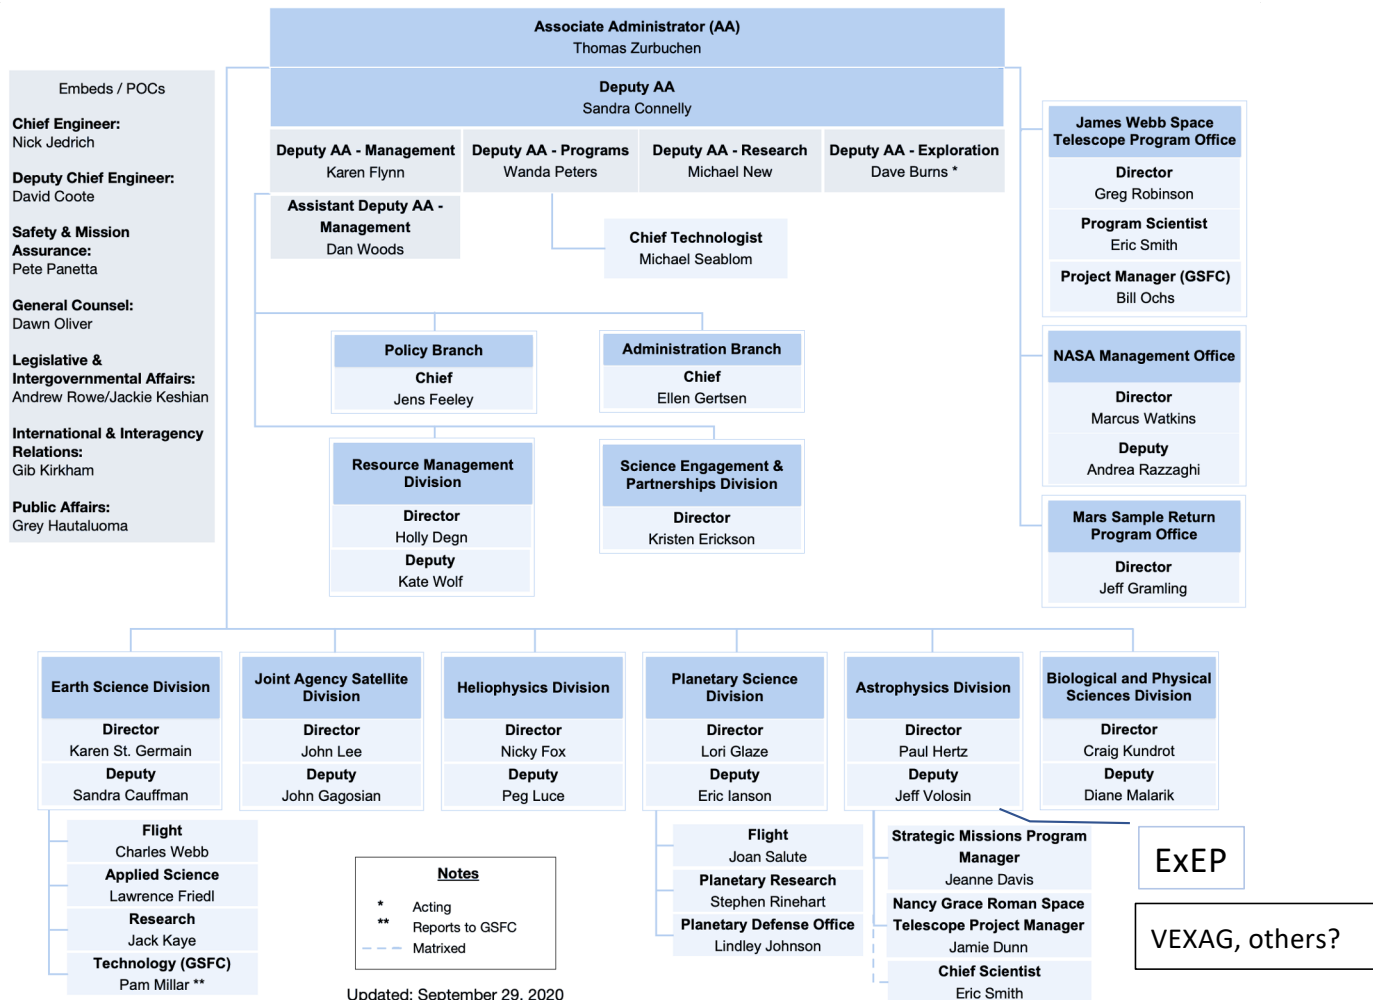 Associate Administrator (AA)
Thomas Zurbuchen
Deputy AA
Sandra Connelly
Deputy AA - Management
Karen Flynn
Deputy AA - Programs
Wanda Peters
Deputy AA - Research
Michael New
Deputy AA - Exploration
Dave Burns *
Assistant Deputy AA -
Management
Dan Woods
Chief Technologist
Michael Seablom
Embeds / POCs
Chief Engineer:
Nick Jedrich
Deputy Chief Engineer:
David Coote
Safety & Mission
Assurance:
Pete Panetta
General Counsel:
Dawn Oliver
Legislative &
Intergovernmental Affairs:
Andrew Rowe/Jackie Keshian
International & Interagency
Relations:
Gib Kirkham
Public Affairs:
Grey Hautaluoma
James Webb Space
Telescope Program Office
Director
Greg Robinson
Program Scientist
Eric Smith
Project Manager (GSFC)
Bill Ochs
NASA Management Office
Director
Marcus Watkins
Deputy
Andrea Razzaghi
Mars Sample Return
Program Office
Director
Jeff Gramling
Policy Branch
Chief
Jens Feeley
Administration Branch
Chief
Ellen Gertsen
Resource Management
Division
Director
Holly Degn
Deputy
Kate Wolf
Science Engagement &
Partnerships Division
Director
Kristen Erickson
Earth Science Division
Director
Karen St. Germain
Deputy
Sandra Cauffman
Flight
Charles Webb
Applied Science
Lawrence Friedl
Research
Jack Kaye
Technology (GSFC)
Pam Millar **
Joint Agency Satellite
Division
Director
John Lee
Deputy
John Gagosian
Heliophysics Division
Director
Nicky Fox
Deputy
Peg Luce
Planetary Science
Division
Director
Lori Glaze
Deputy
Eric Ianson
Flight
Joan Salute
Planetary Research
Stephen Rinehart
Planetary Defense Office
Lindley Johnson
Astrophysics Division
Director
Paul Hertz
Deputy
Jeff Volosin
Strategic Missions Program
Manager
Jeanne Davis
Nancy Grace Roman Space
Telescope Project Manager
Jamie Dunn
Chief Scientist
Eric Smith
Biological and Physical
Sciences Division
Director
Craig Kundrot
Deputy
Diane Malarik
ExEP
VEXAG, others?
Notes
* Acting
** Reports to GSFC
Matrixed
Updated: September 29, 2020